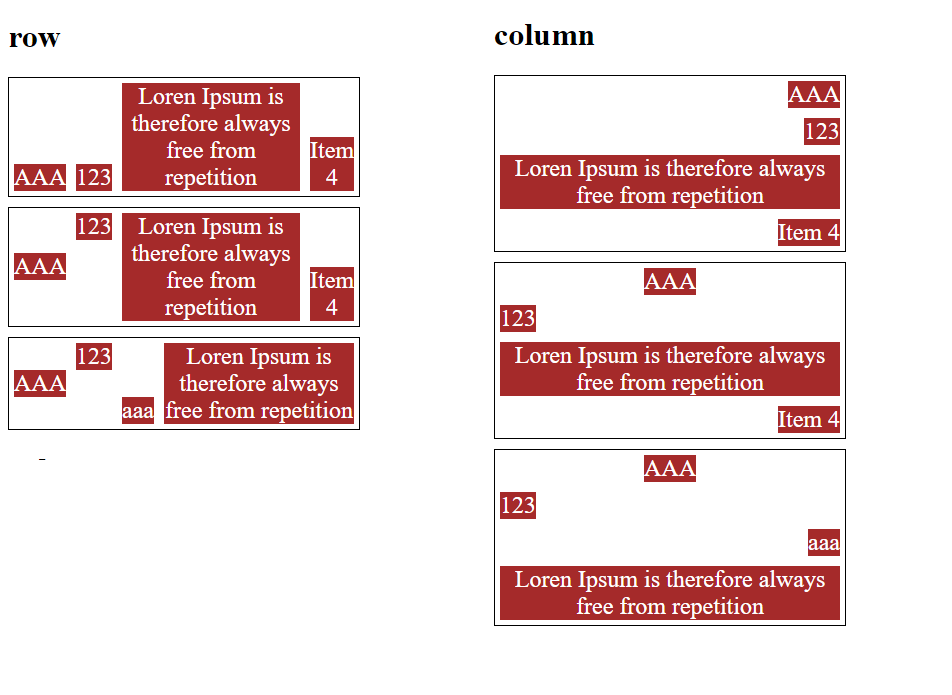 row
Loren Ipsum is
therefore always
free from
repetition
Item
4
AAA
123
123
AAA
Loren Ipsum is
therefore always
free from
repetition
Item
4
123
AAA
aaa
Loren Ipsum is
therefore always
free from repetition
-
column
AAA
123
Loren Ipsum is therefore always
free from repetition
Item 4
AAA
123
Loren Ipsum is therefore always
free from repetition
Item 4
AAA
123
aaa
Loren Ipsum is therefore always
free from repetition